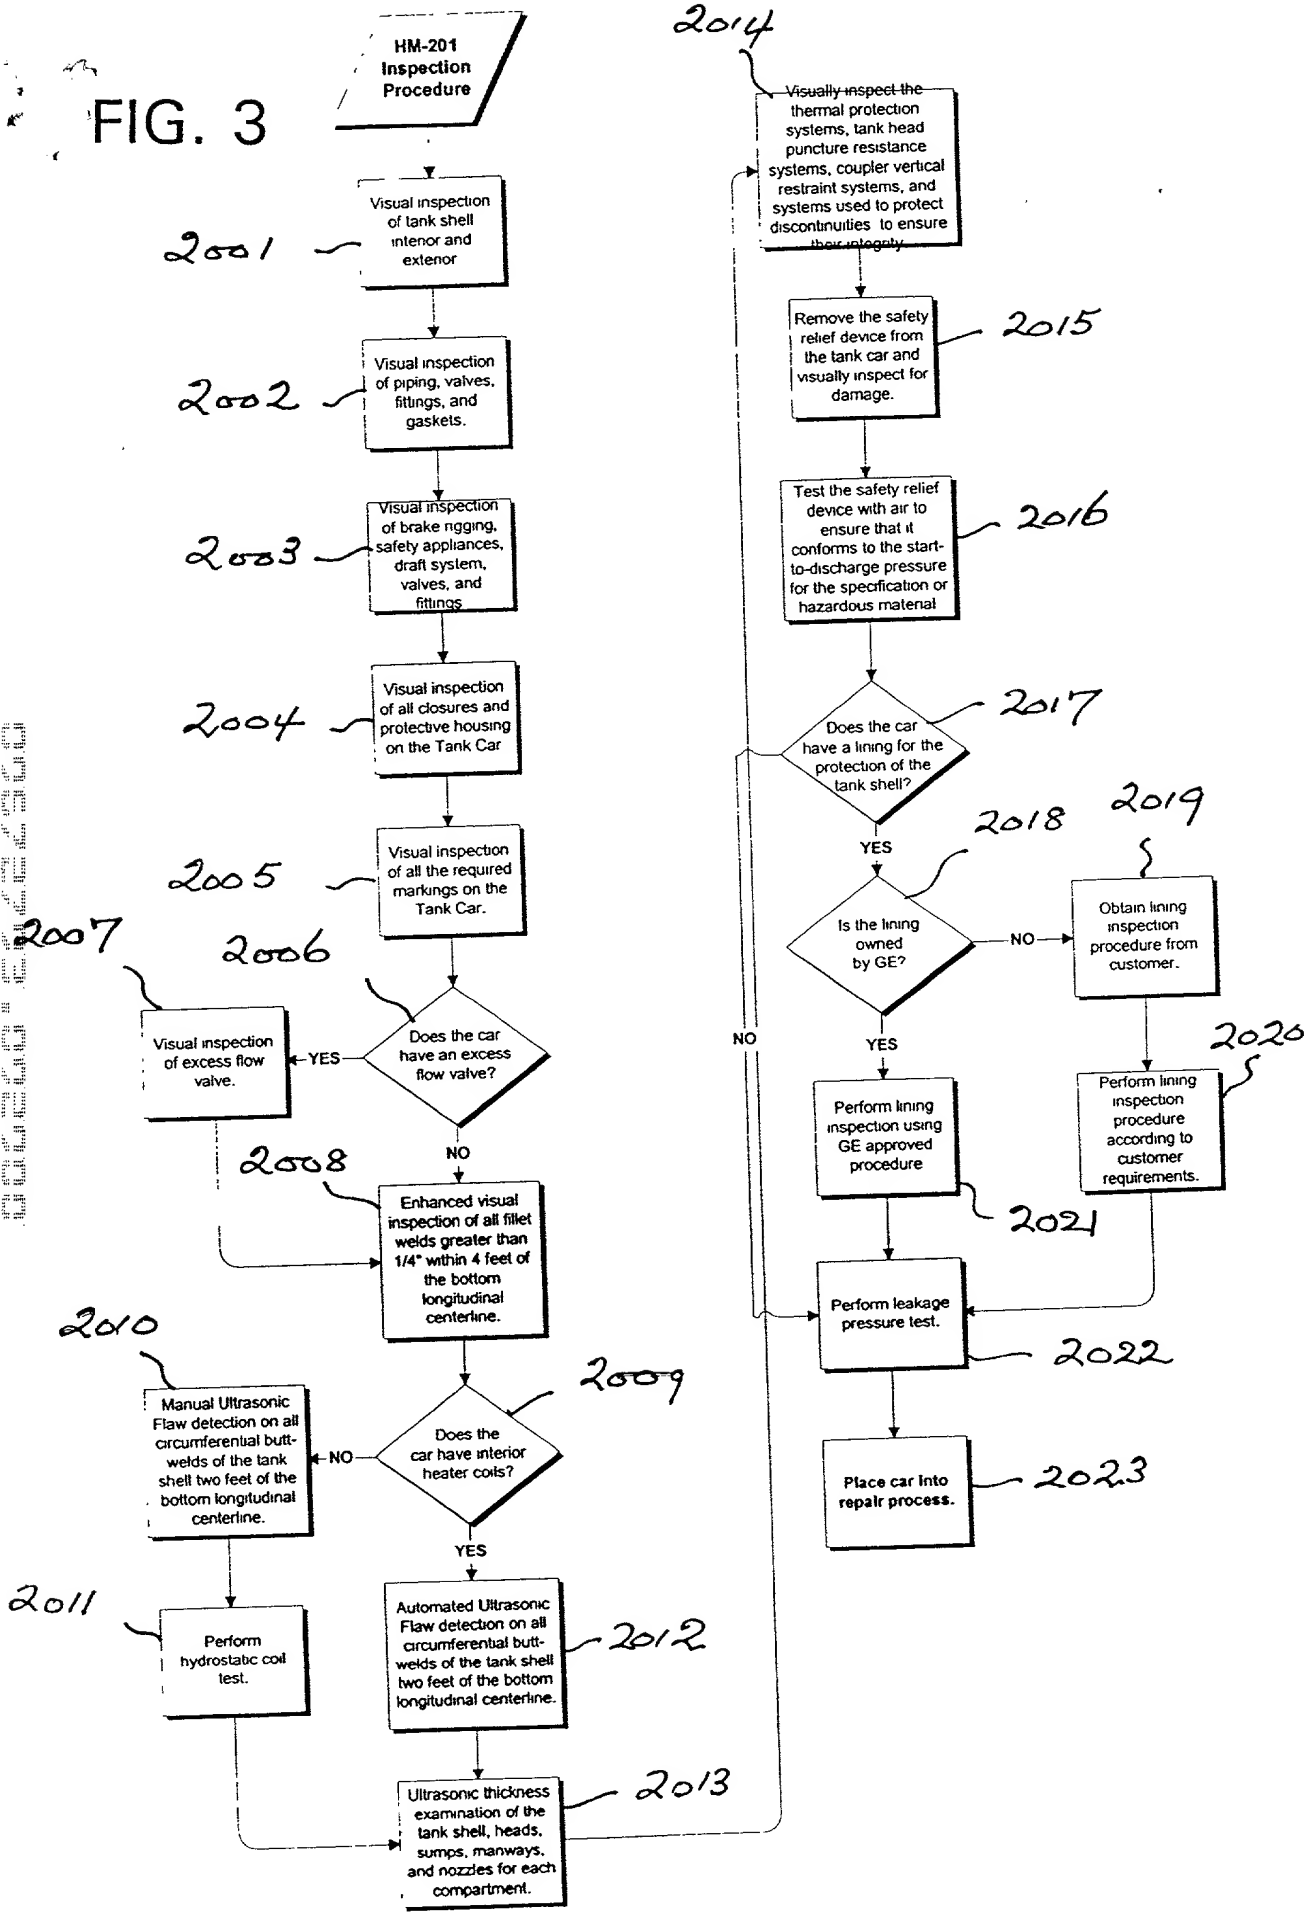 FIG. 3
HM-201
Inspection
Procedure
2001
Visual inspection
of tank shell
interior and
exterior
2002
Visual inspection
of piping, valves,
fittings, and
gaskets.
2003
Visual inspection
of brake rigging,
safety appliances,
draft system,
valves, and
fittings
2004
Visual inspection
of all closures and
protective housing
on the Tank Car
2005
Visual inspection
of all the required
markings on the
Tank Car.
2006
Does the car
have an excess
flow valve?
YES
NO
2007
Visual inspection
of excess flow
valve.
2008
Enhanced visual
inspection of all fillet
welds greater than
1/4" within 4 feet of
the bottom
longitudinal
centerline.
2009
Does the
car have interior
heater coils?
NO
YES
2010
Manual Ultrasonic
Flaw detection on all
circumferential butt-
welds of the tank
shell two feet of the
bottom longitudinal
centerline.
2011
Perform
hydrostatic coil
test.
2012
Automated Ultrasonic
Flaw detection on all
circumferential butt-
welds of the tank shell
two feet of the bottom
longitudinal centerline.
2013
Ultrasonic thickness
examination of the
tank shell, heads,
sumps, manways,
and nozzles for each
compartment.
2014
Visually inspect the
thermal protection
systems, tank head
puncture resistance
systems, coupler vertical
restraint systems, and
systems used to protect
discontinuities to ensure
their integrity.
2015
Remove the safety
relief device from
the tank car and
visually inspect for
damage.
2016
Test the safety relief
device with air to
ensure that it
conforms to the start-
to-discharge pressure
for the specification or
hazardous material
2017
Does the car
have a lining for the
protection of the
tank shell?
YES
NO
2018
Is the lining
owned
by GE?
NO
YES
2019
Obtain lining
inspection
procedure from
customer.
2020
Perform lining
inspection
procedure
according to
customer
requirements.
2021
Perform lining
inspection using
GE approved
procedure
2022
Perform leakage
pressure test.
2023
Place car into
repair process.